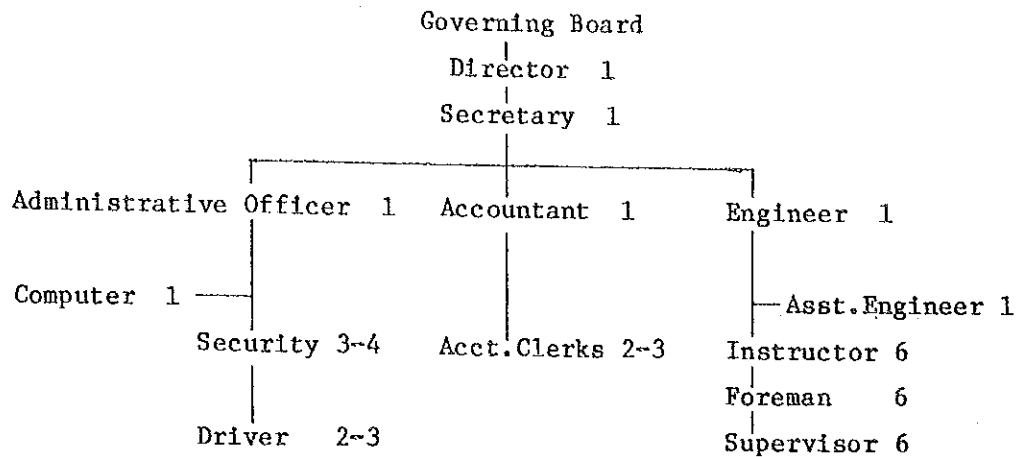 Governing Board
Director 1
Secretary 1
Administrative Officer 1 Accountant 1 Engineer 1
Computer 1 Asst.Engineer 1
Security 3-4 Acct.Clerks 2-3 Instructor 6
Foreman 6
Driver 2-3 Supervisor 6